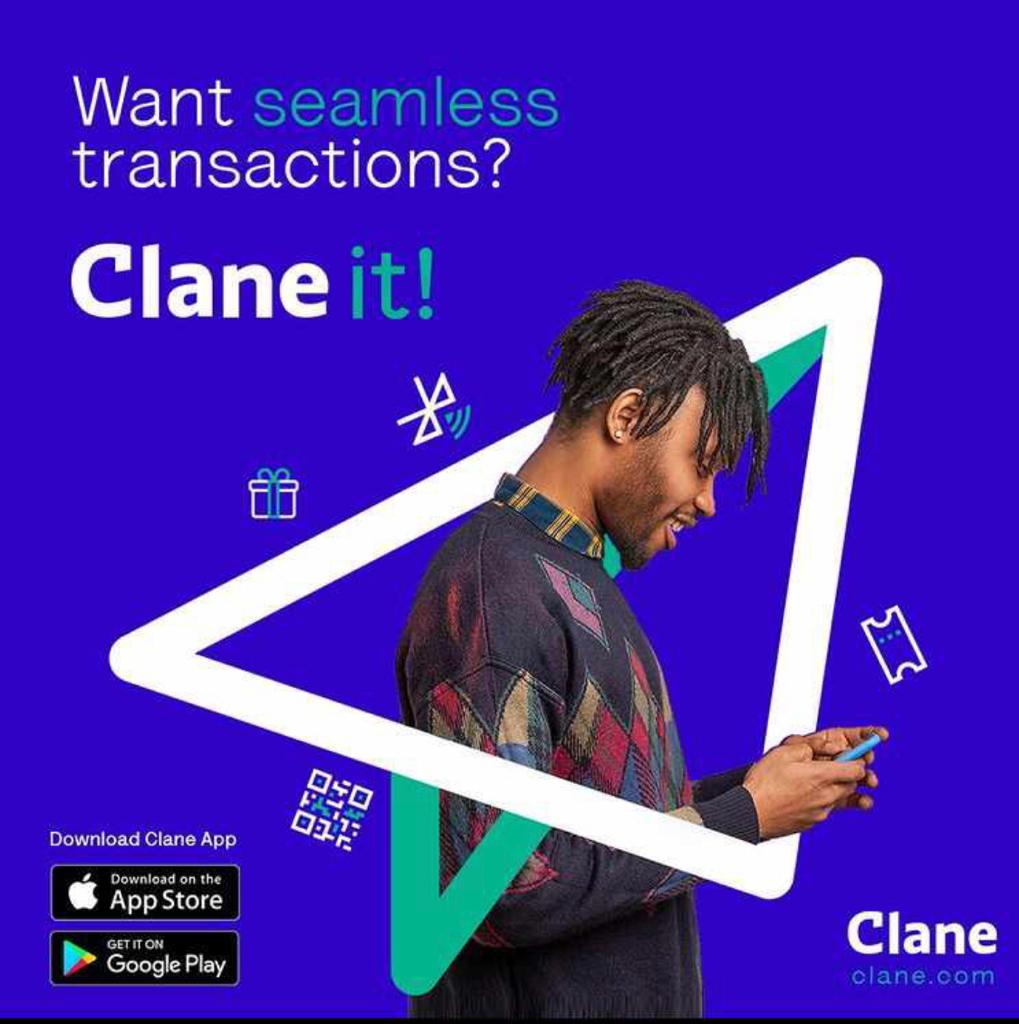 Want seamless
transactions?
Clane it!
Download Clane App
Download on the
App Store
GET IT ON
Google Play
Clane
clane.com